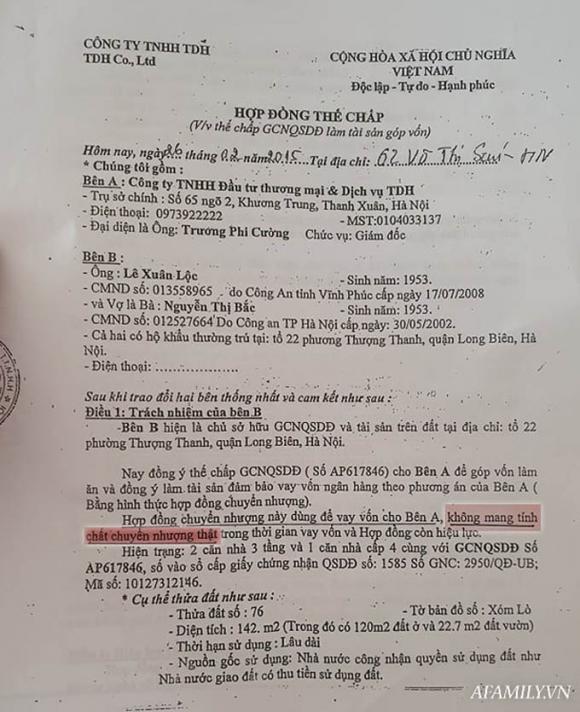 CÔNG TY TNHH TDH
TDH Co., Ltd
CỘNG HÒA XÃ HỘI CHỦ NGHĨA
VIỆT NAM
Độc lập - Tự do - Hạnh phúc
HỢP ĐỒNG THẾ CHẤP
(V/v thế chấp GCNQSDĐ làm tài sản góp vốn)
Hôm nay, ngày 26 tháng 02 năm 2015 Tại địa chỉ: 62 Võ Thị Sáu - HN
* Chúng tôi gồm :
Bên A : Công ty TNHH Đầu tư thương mại & Dịch vụ TDH
- Trụ sở chính : Số 65 ngõ 2, Khương Trung, Thanh Xuân, Hà Nội
- Điện thoại: 0973922222 - MST:0104033137
- Đại diện là Ông: Trướng Phi Cường Chức vụ: Giám đốc
Bên B :
- Ông : Lê Xuân Lộc - Sinh năm: 1953.
- CMND số: 013558965 do Công An tỉnh Vĩnh Phúc cấp ngày 17/07/2008
- và Vợ là Bà : Nguyễn Thị Bắc - Sinh năm: 1953.
- CMND số: 012527664 Do Công an TP Hà Nội cấp ngày: 30/05/2002.
- Cả hai có hộ khẩu thường trú tại: tổ 22 phương Thượng Thanh, quận Long Biên, Hà
Nội.
- Điện thoại:
Sau khi trao đổi hai bên thống nhất và cam kết như sau :
Điều 1: Trách nhiệm của bên B
-Bên B hiện là chủ sở hữu GCNQSDĐ và tài sản trên đất tại địa chỉ: tổ 22
phường Thượng Thanh, quận Long Biên, Hà Nội.
Nay đồng ý thế chấp GCNQSDĐ ( Số AP617846) cho Bên A để góp vốn làm
ăn và đồng ý làm tài sản đảm bảo vay vốn ngân hàng theo phương án của Bên A (
Bằng hình thức hợp đồng chuyển nhượng).
Hợp đồng chuyển nhượng này dùng để vay vốn cho Bên A, không mang tính
chất chuyển nhượng thật trong thời gian vay vốn và Hợp đồng còn hiệu lực.
Hiện trạng: 2 căn nhà 3 tầng và 1 căn nhà cấp 4 cùng với GCNQSDĐ Số
AP617846, số vào sổ cấp giấy chứng nhận QSDĐ số: 1585 Số GNC: 2950/QĐ-UB;
Mã số: 10127312146.
* Cụ thể thửa đất như sau :
- Thửa đất số : 76 - Tờ bản đồ số : Xóm Lò
- Diện tích : 142. m2 (Trong đó có 120m2 đất ở và 22.7 m2 đất vườn)
- Thời hạn sử dụng : Lâu dài
- Nguồn gốc sử dụng: Nhà nước công nhận quyền sử dụng đất như
Nhà nước giao đất có thu tiền sử dụng đất.
AFAMILY.VN